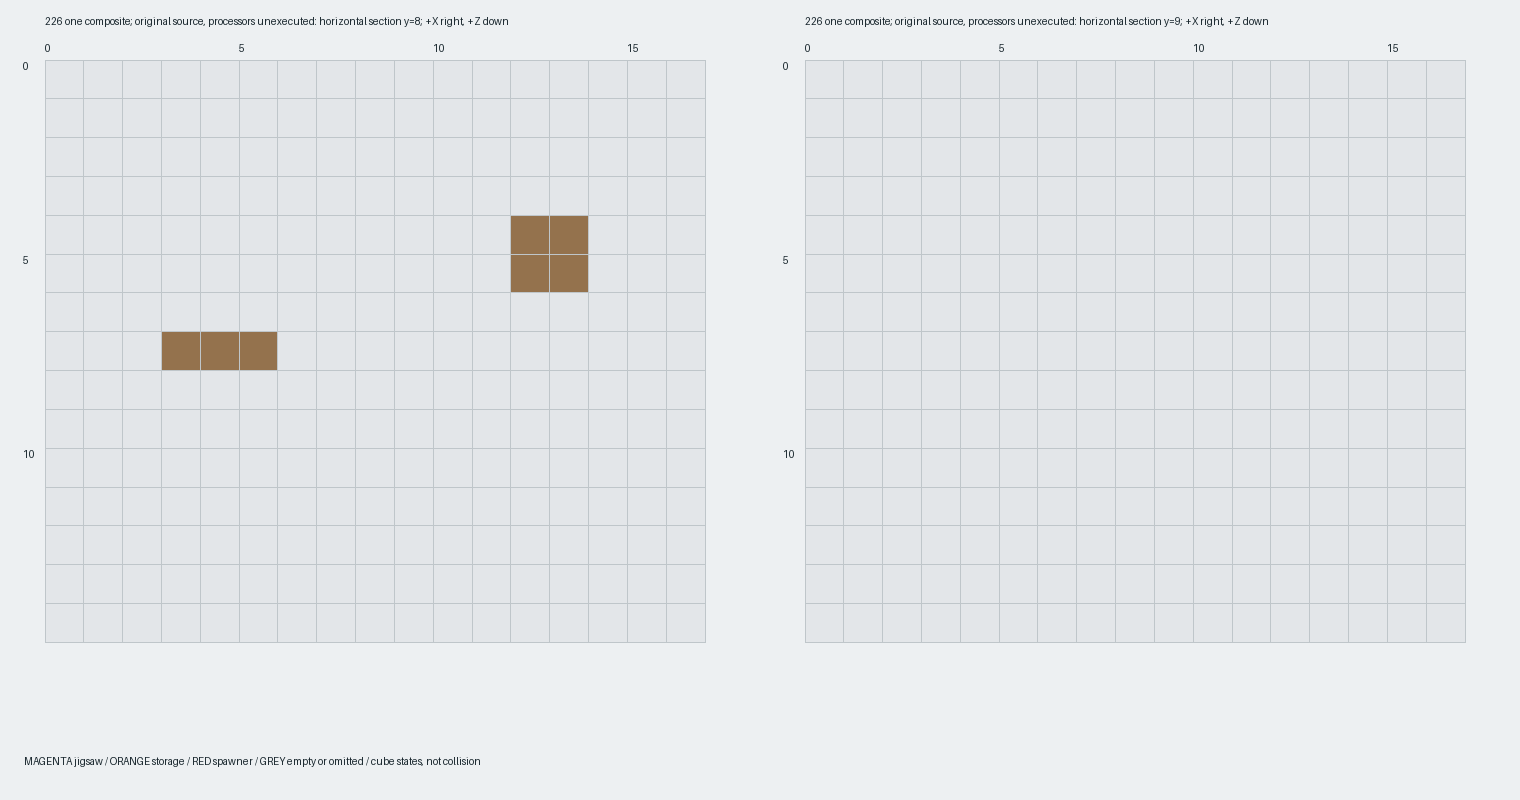 226 one composite; original source, processors unexecuted: horizontal section y=8; +X right, +Z down
0 5 10 15
0
5
10
226 one composite; original source, processors unexecuted: horizontal section y=9; +X right, +Z down
0 5 10 15
0
5
10
MAGENTA jigsaw / ORANGE storage / RED spawner / GREY empty or omitted / cube states, not collision